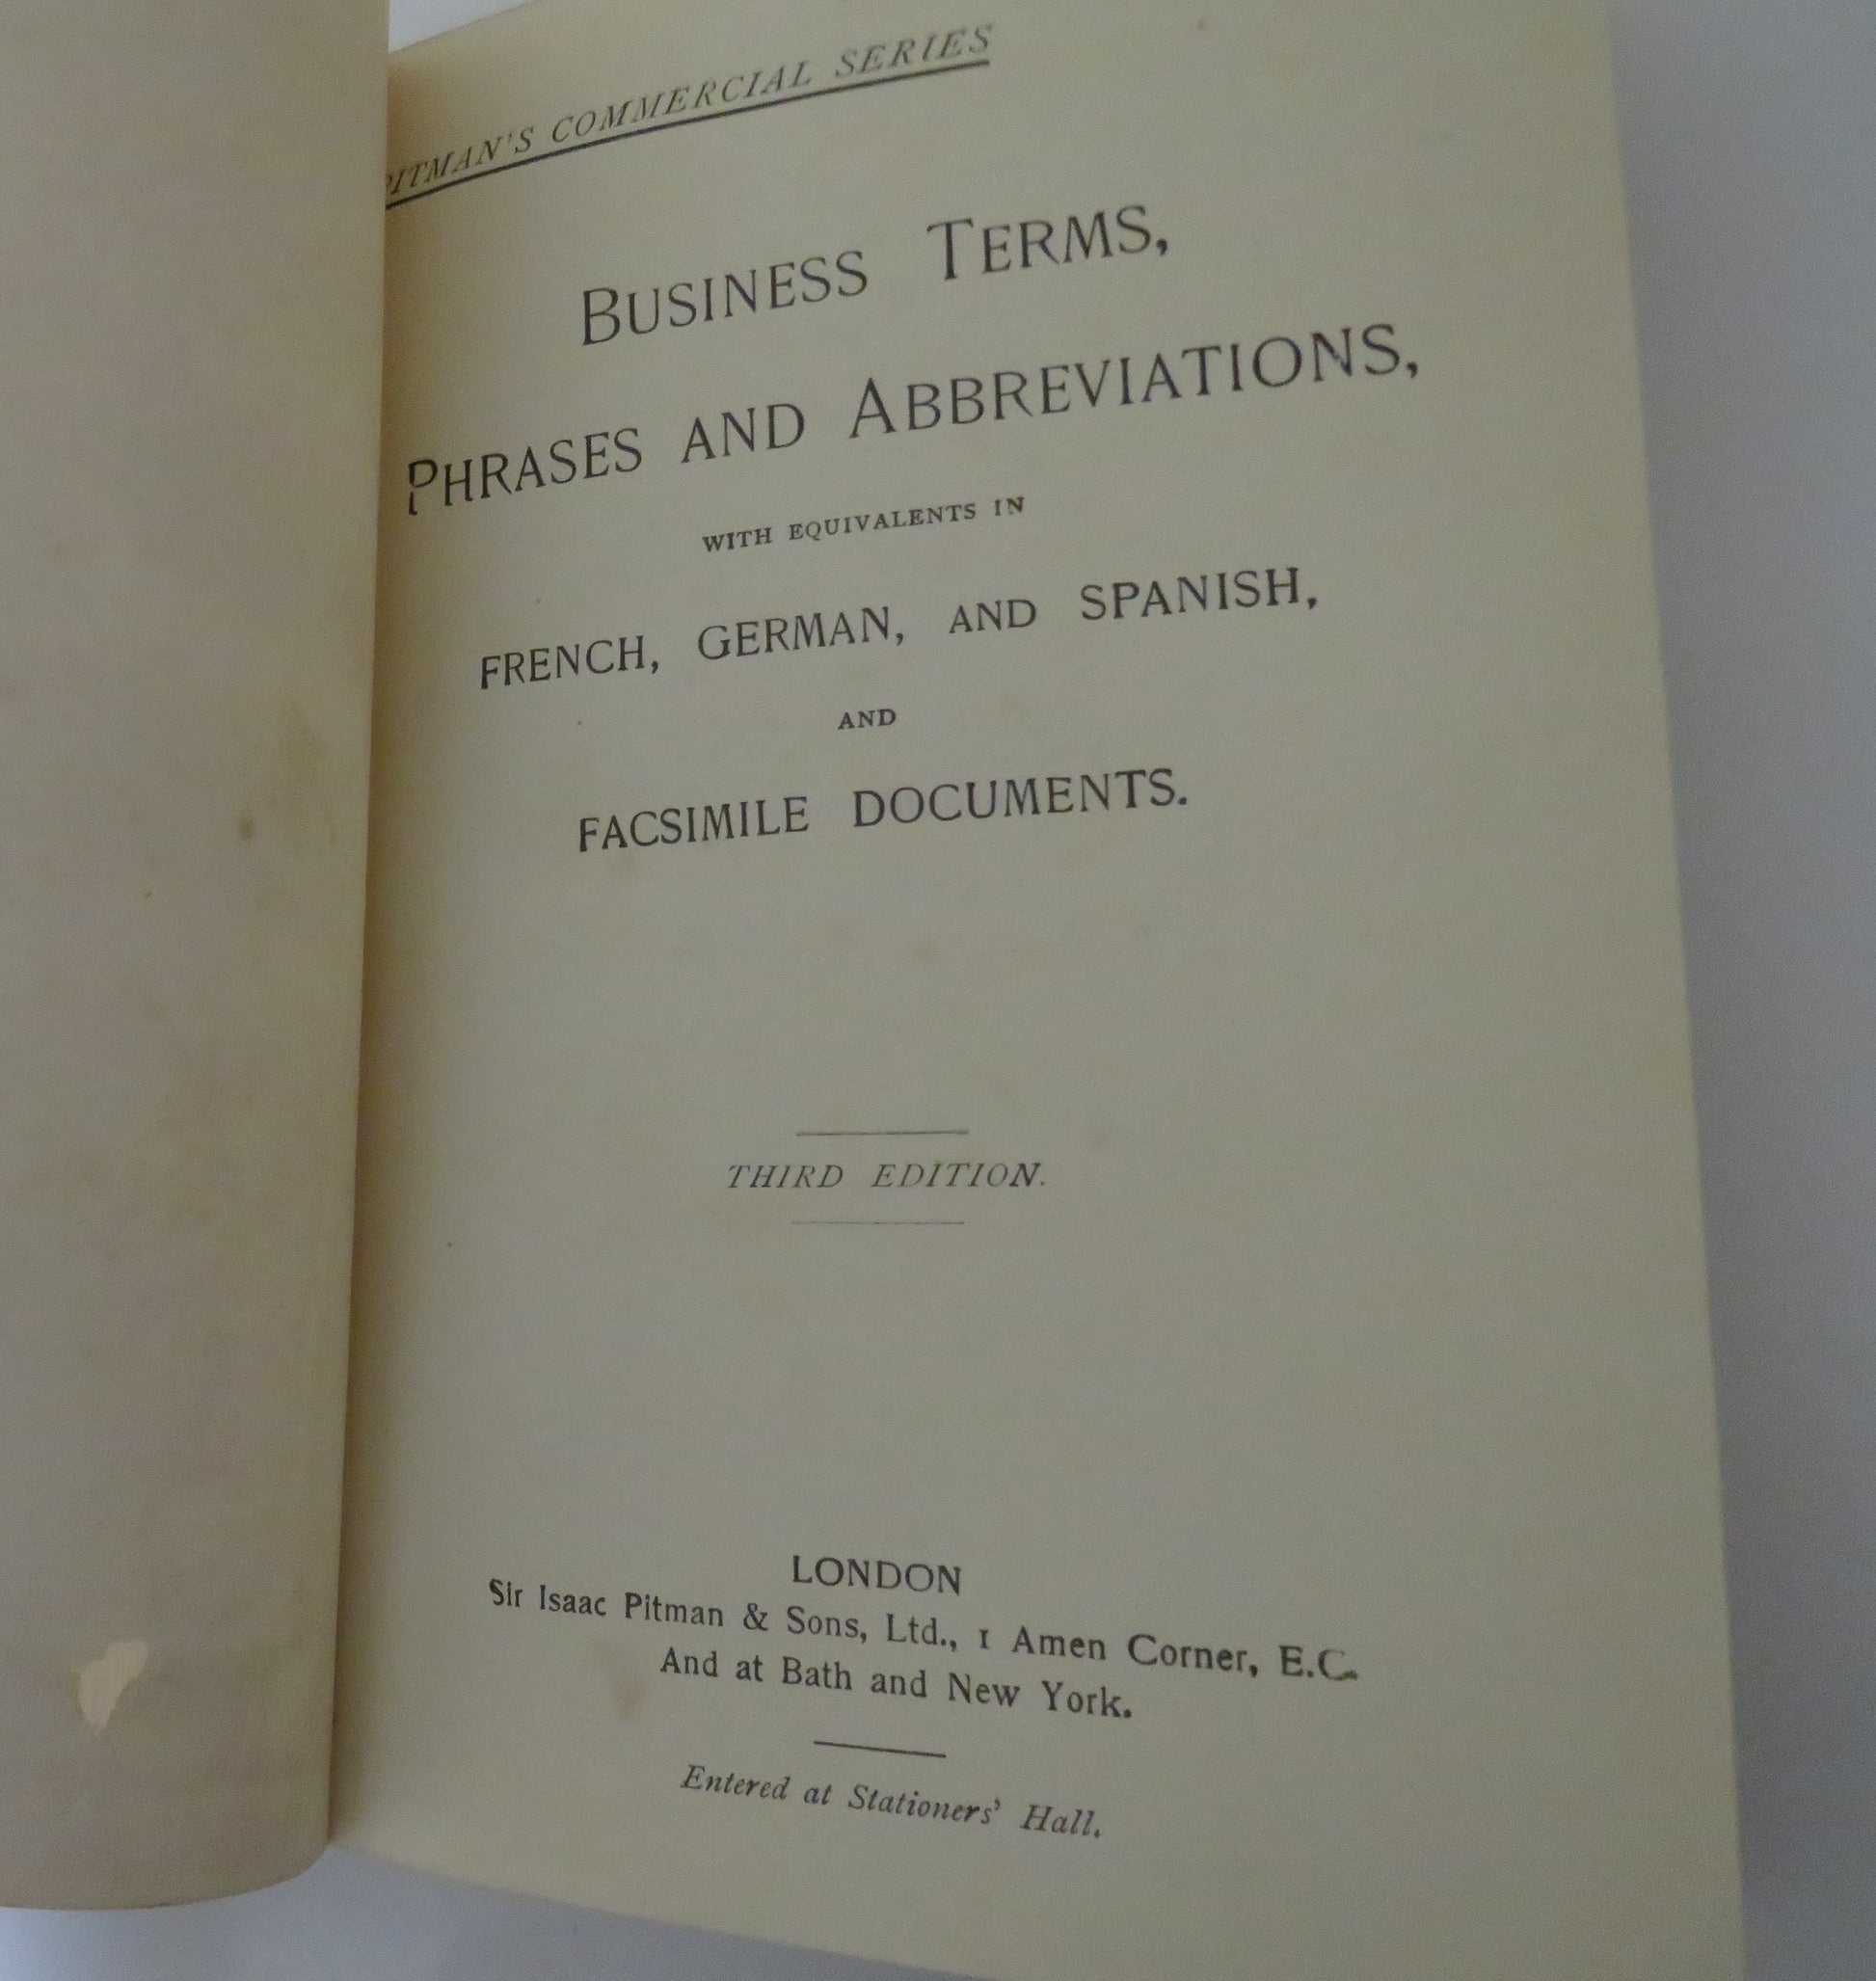 PITMAN'S COMMERCIAL SERIES
BUSINESS TERMS,
PHRASES AND ABBREVIATIONS,
WITH EQUIVALENTS IN
FRENCH, GERMAN, AND SPANISH,
AND
FACSIMILE DOCUMENTS.
THIRD EDITION.
LONDON
Sir Isaac Pitman & Sons, Ltd., 1 Amen Corner, E.C.
And at Bath and New York.
Entered at Stationers' Hall.